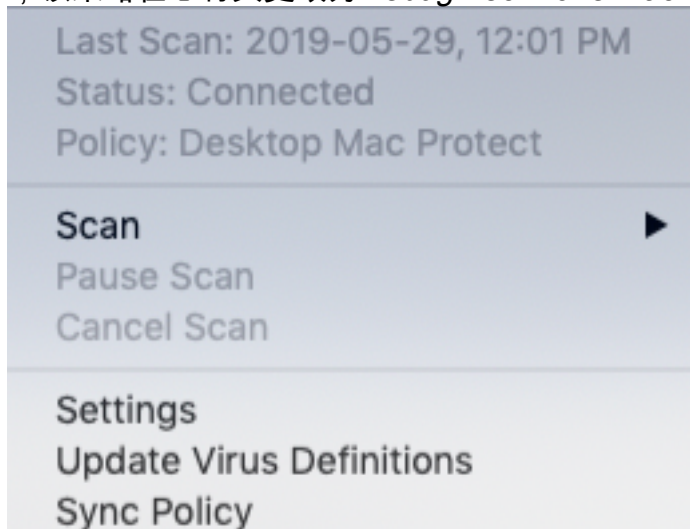 Last Scan: 2019-05-29, 12:01 PM
Status: Connected
Policy: Desktop Mac Protect
Scan
Pause Scan
Cancel Scan
Settings
Update Virus Definitions
Sync Policy